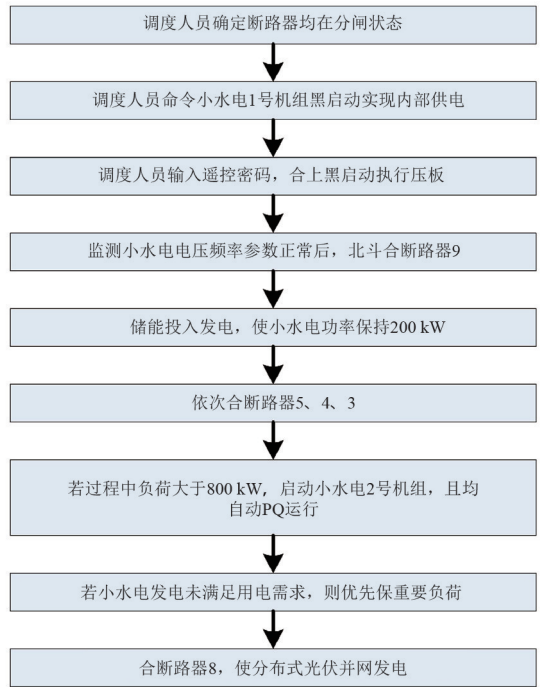 调度人员确定断路器均在分闸状态
调度人员命令小水电1号机组黑启动实现内部供电
调度人员输入遥控密码，合上黑启动执行压板
监测小水电电压频率参数正常后，北斗合断路器9
储能投入发电，使小水电功率保持200 kW
依次合断路器5、4、3
若过程中负荷大于800 kW，启动小水电2号机组，且均
自动PQ运行
若小水电发电未满足用电需求，则优先保重要负荷
合断路器8，使分布式光伏并网发电